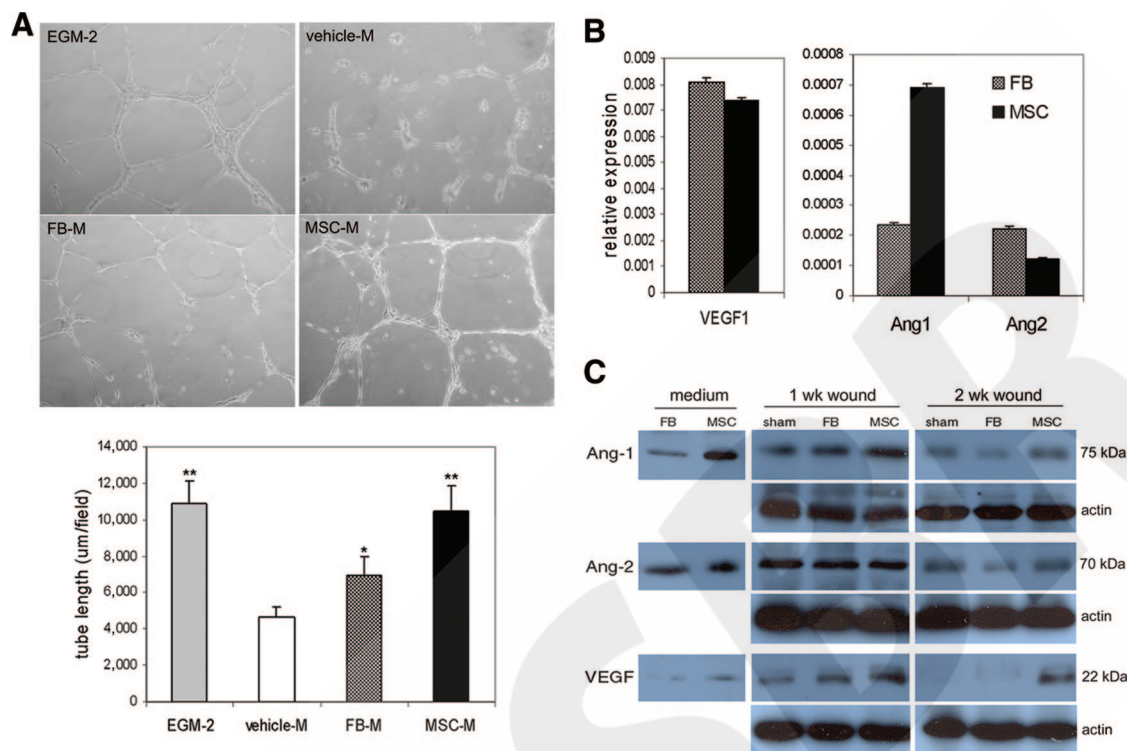 A
EGM-2
vehicle-M
FB-M
MSC-M
tube length (um/field)
14,000
12,000
10,000
8,000
6,000
4,000
2,000
0
**
*
**
EGM-2
vehicle-M
FB-M
MSC-M
B
relative expression
0.009
0.008
0.007
0.006
0.005
0.004
0.003
0.002
0.001
0
VEGF1
0.0008
0.0007
0.0006
0.0005
0.0004
0.0003
0.0002
0.0001
0
FB
MSC
Ang1
Ang2
C
medium
1 wk wound
2 wk wound
FB
MSC
sham
FB
MSC
sham
FB
MSC
Ang-1
75 kDa
actin
Ang-2
70 kDa
actin
VEGF
22 kDa
actin